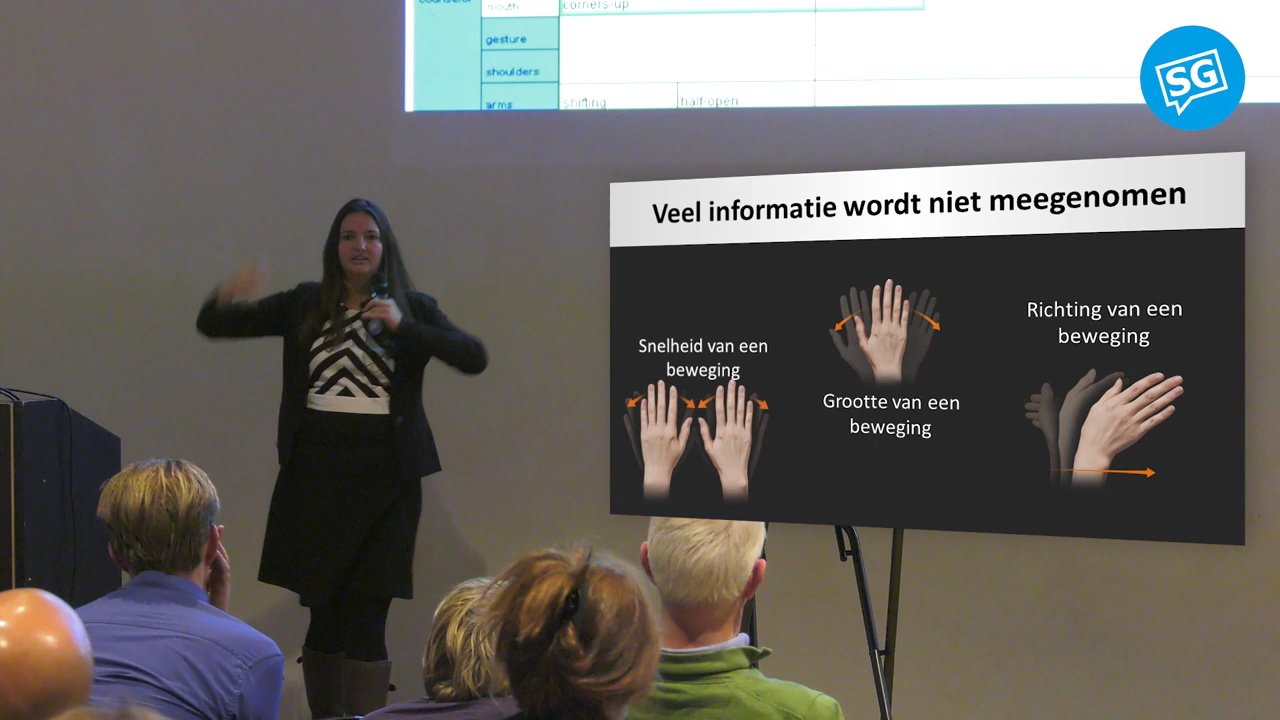 counselor
mouth
corners-up
gesture
shoulders
arms
shifting
half-open
SG
Veel informatie wordt niet meegenomen
Snelheid van een
beweging
Grootte van een
beweging
Richting van een
beweging